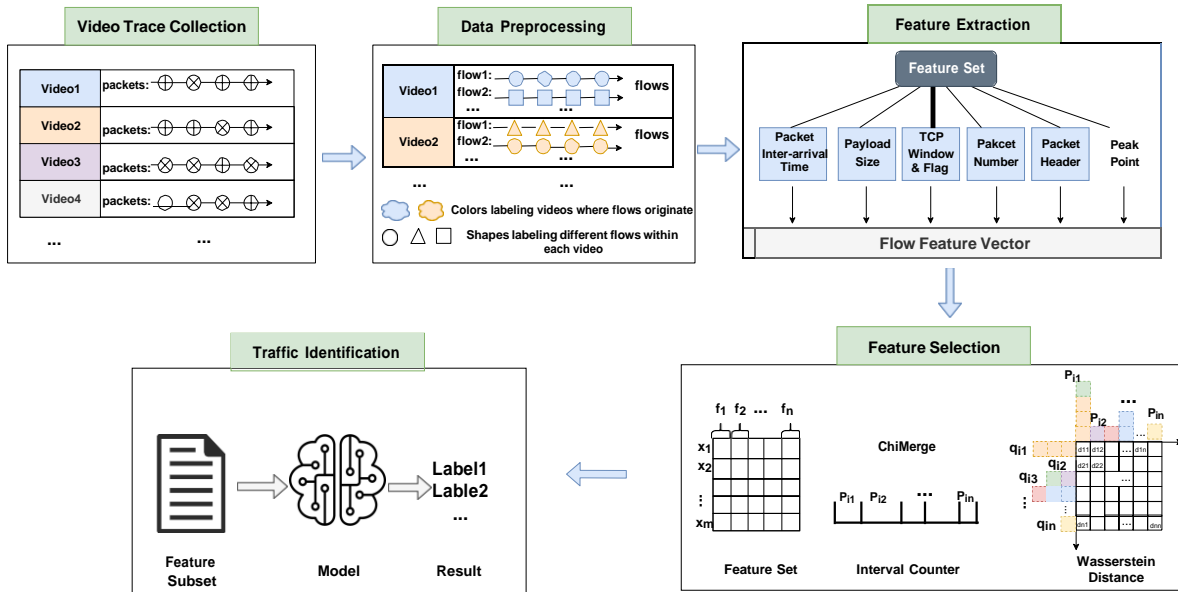 Video Trace Collection
Video1
packets:
Video2
packets:
Video3
packets:
Video4
packets:
...
...
Data Preprocessing
Video1
flow1:
flow2:
...
...
flows
Video2
flow1:
flow2:
...
...
flows
...
...
Colors labeling videos where flows originate
Shapes labeling different flows within
each video
Feature Extraction
Feature Set
Packet
Inter-arrival
Time
Payload
Size
TCP
Window
& Flag
Pakcet
Number
Packet
Header
Peak
Point
Flow Feature Vector
Traffic Identification
Feature
Subset
Model
Label1
Lable2
...
Result
Feature Selection
f1 f2 ... fn
x1
x2
⋮
xm
Feature Set
ChiMerge
Pi1 Pi2 ... Pin
Interval Counter
Pi1
...
Pi2
Pin
...
qi1
d11 d12 ... d1n
qi2
d21 d22
qi3
...
⋮
⋮
qin
dn1 ... dnn
Wasserstein
Distance